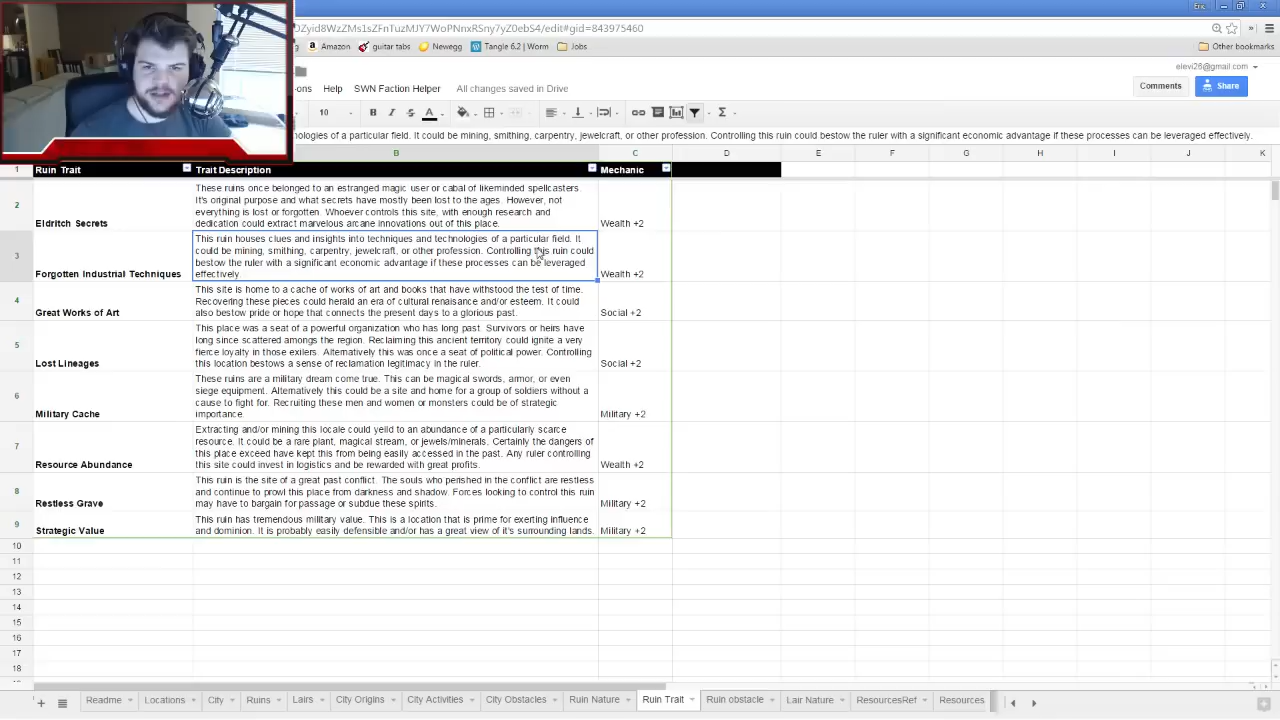 DZyid8WzZMs1sZFnTuzMJY7WoPNnxRSny7yZ0ebS4/edit#gid=843975460
Amazon guitar tabs Newegg Tangle 6.2 | Watch Jobs Other bookmarks
elevi26@gmail.com
-ons Help SWN Faction Helper All changes saved in Drive Comments Share
10 B I S A Σ
nologies of a particular field. It could be mining, smithing, carpentry, jewelcraft, or other profession. Controlling this ruin could bestow the ruler with a significant economic advantage if these processes can be leveraged effectively.
B C D E F G H I J K
1 Ruin Trait Trait Description Mechanic
These ruins once belonged to an estranged magic user or cabal of likeminded spellcasters.
It's original purpose and what secrets have mostly been lost to the ages. However, not
everything is lost or forgotten. Whoever controls this site, with enough research and
dedication could extract marvelous arcane innovations out of this place.
2 Eldritch Secrets Wealth +2
This ruin houses clues and insights into techniques and technologies of a particular field. It
could be mining, smithing, carpentry, jewelcraft, or other profession. Controlling this ruin could
bestow the ruler with a significant economic advantage if these processes can be leveraged
effectively.
3 Forgotten Industrial Techniques Wealth +2
This site is home to a cache of works of art and books that have withstood the test of time.
Recovering these pieces could herald an era of cultural renaisance and/or esteem. It could
also bestow pride or hope that connects the present days to a glorious past.
4 Great Works of Art Social +2
This place was a seat of a powerful organization who has long past. Survivors or heirs have
long since scattered amongs the region. Reclaiming this ancient territory could ignite a very
fierce loyalty in those exilers. Alternatively this was once a seat of political power. Controlling
this location bestows a sense of reclamation legitimacy in the ruler.
5 Lost Lineages Social +2
These ruins are a military dream come true. This can be magical swords, armor, or even
siege equipment. Alternatively this could be a site and home for a group of soldiers without a
cause to fight for. Recruiting these men and women or monsters could be of strategic
importance.
6 Military Cache Military +2
Extracting and/or mining this locale could yeild to an abundance of a particularly scarce
resource. It could be a rare plant, magical stream, or jewels/minerals. Certainly the dangers of
this place exceed have kept this from being easily accessed in the past. Any ruler controlling
this site could invest in logistics and be rewarded with great profits.
7 Resource Abundance Wealth +2
This ruin is the site of a great past conflict. The souls who perished in the conflict are restless
and continue to prowl this place from darkness and shadow. Forces looking to control this ruin
may have to bargain for passage or subdue these spirits.
8 Restless Grave Military +2
This ruin has tremendous military value. This is a location that is prime for exerting influence
and dominion. It is probably easily defensible and/or has a great view of it's surrounding lands.
9 Strategic Value Military +2
10
11
12
13
14
15
16
17
18
Readme Locations City Ruins Lairs City Origins City Activities City Obstacles Ruin Nature Ruin Trait Ruin obstacle Lair Nature ResourcesRef Resources